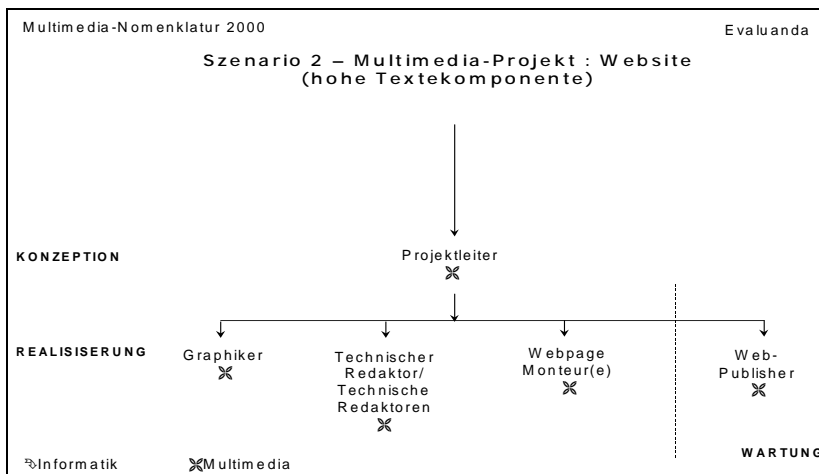 Multimedia-Nomenklatur 2000
Evaluanda
Szenario 2 – Multimedia-Projekt : Website
(hohe Textekomponente)
KONZEPTION
Projektleiter
REALISISERUNG
Graphiker
Technischer
Redaktor/
Technische
Redaktoren
Webpage
Monteur(e)
Web-
Publisher
WARTUNG
Informatik
Multimedia